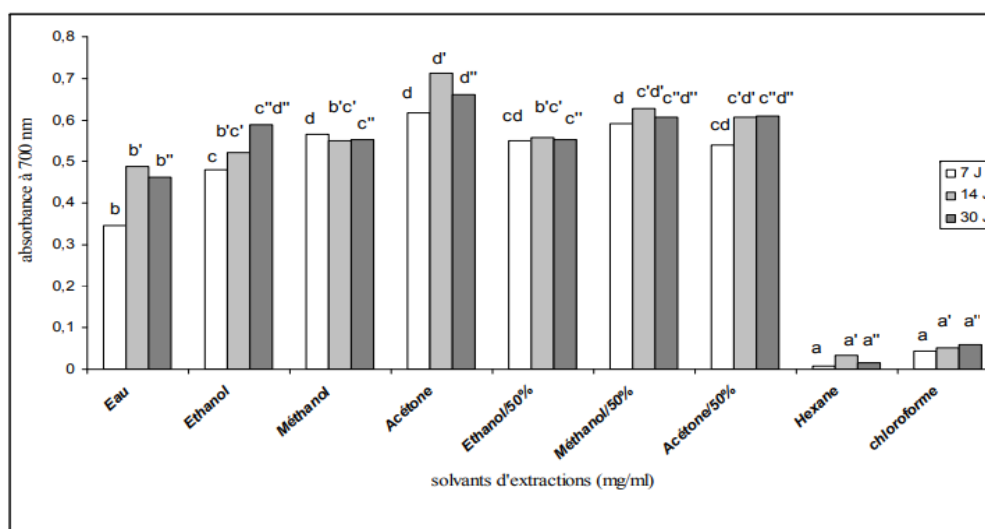 absorbance à 700 nm
0,8
0,7
0,6
0,5
0,4
0,3
0,2
0,1
0
b b' b"
c b'c' c"d"
d b'c' c"
d d' d"
cd b'c' c"
d c'd' c"d"
cd c'd' c"d"
a a' a"
a a' a"
Eau
Ethanol
Méthanol
Acétone
Ethanol/50%
Méthanol/50%
Acétone/50%
Hexane
chloroforme
solvants d'extractions (mg/ml)
7 J
14 J
30 J